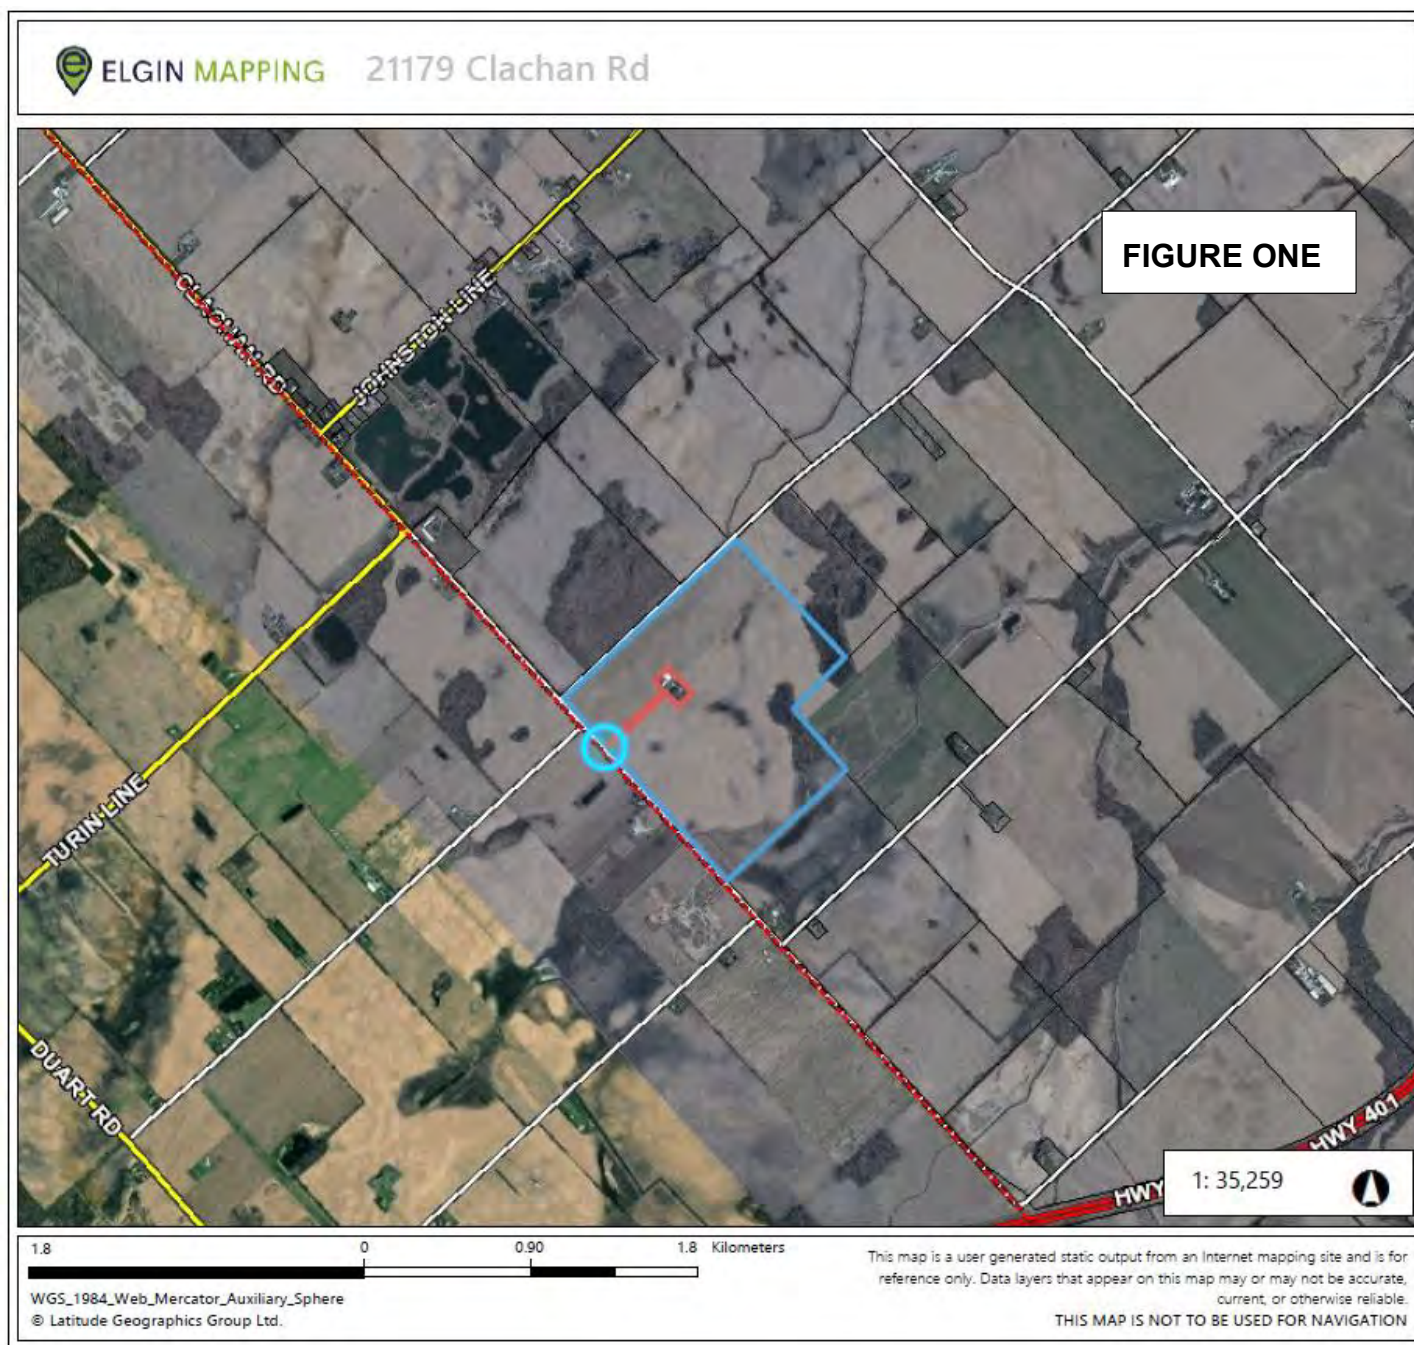 ELGIN MAPPING
21179 Clachan Rd
FIGURE ONE
CLACHAN RD
JOHNSTON LINE
TURIN LINE
DUART RD
HWY 401
HWY
1: 35,259
1.8 0 0.90 1.8 Kilometers
WGS_1984_Web_Mercator_Auxiliary_Sphere
© Latitude Geographics Group Ltd.
This map is a user generated static output from an Internet mapping site and is for
reference only. Data layers that appear on this map may or may not be accurate,
current, or otherwise reliable.
THIS MAP IS NOT TO BE USED FOR NAVIGATION